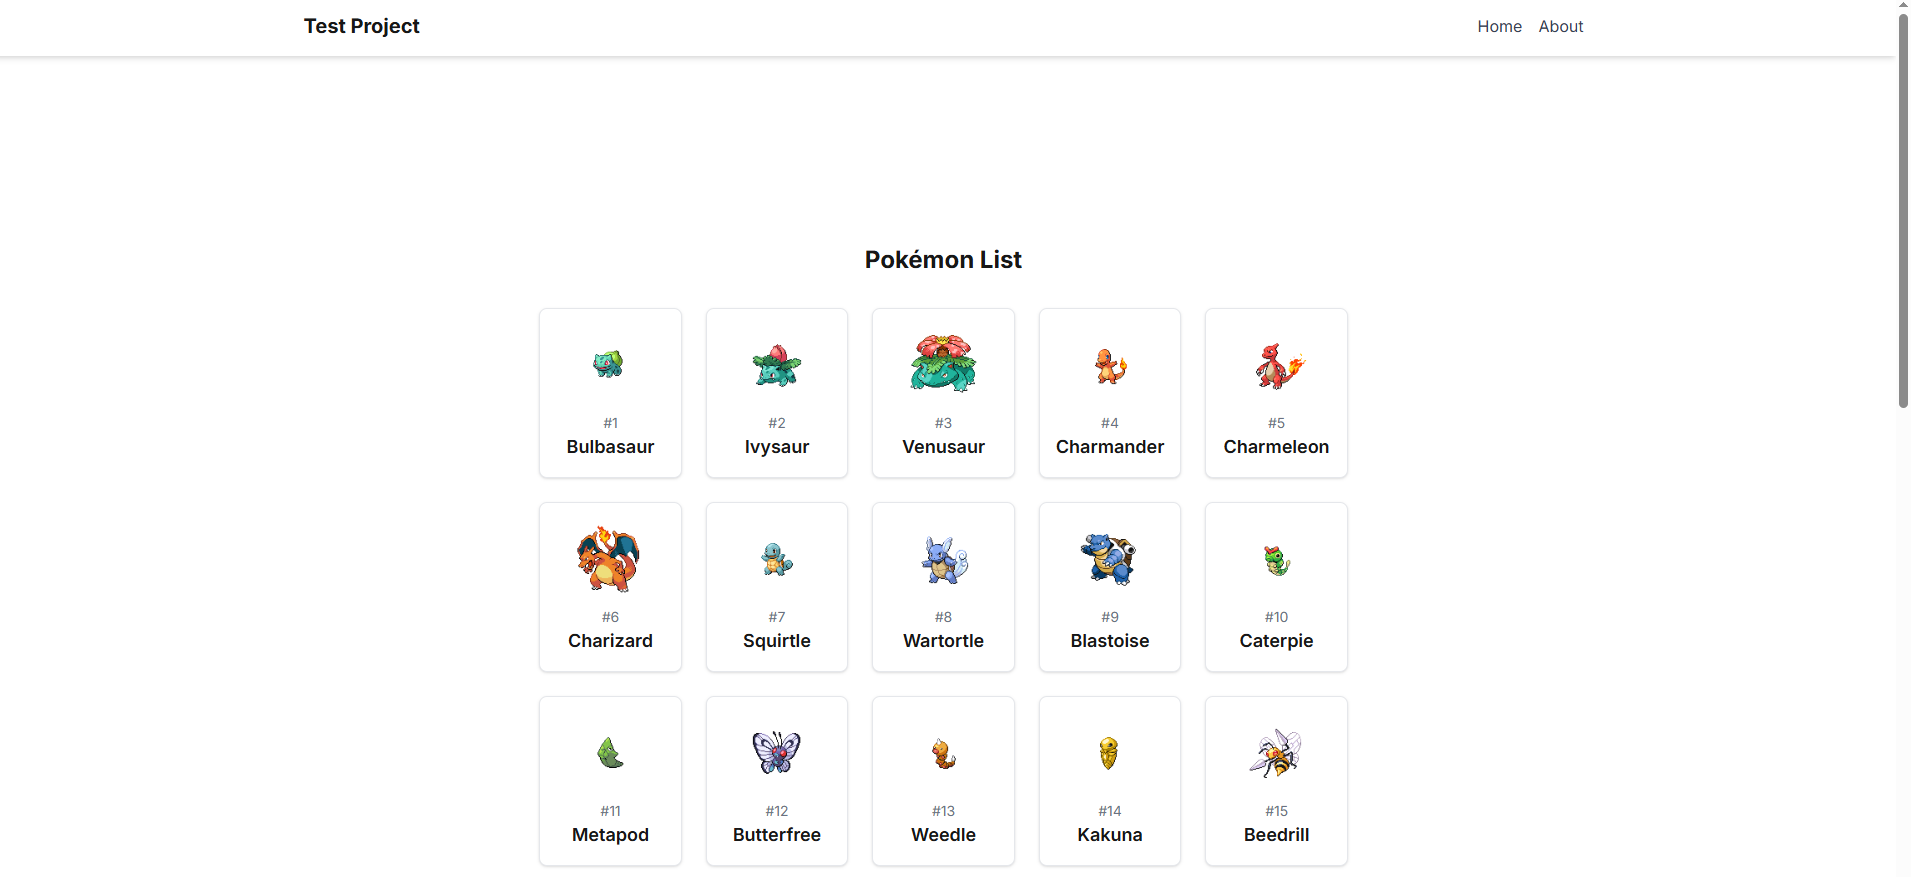 Test Project
Home About
Pokémon List
#1 #2 #3 #4 #5
Bulbasaur Ivysaur Venusaur Charmander Charmeleon
#6 #7 #8 #9 #10
Charizard Squirtle Wartortle Blastoise Caterpie
#11 #12 #13 #14 #15
Metapod Butterfree Weedle Kakuna Beedrill